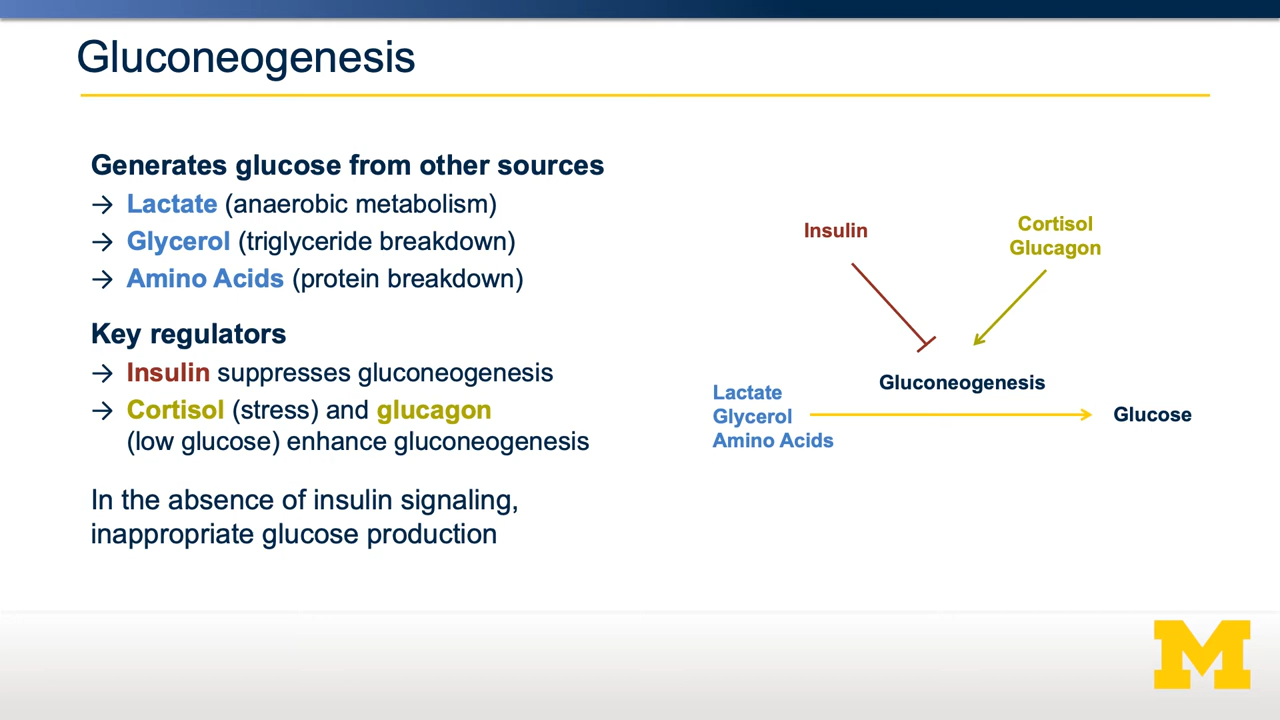 Gluconeogenesis
Generates glucose from other sources
→ Lactate (anaerobic metabolism)
→ Glycerol (triglyceride breakdown)
→ Amino Acids (protein breakdown)
Key regulators
→ Insulin suppresses gluconeogenesis
→ Cortisol (stress) and glucagon
(low glucose) enhance gluconeogenesis
In the absence of insulin signaling,
inappropriate glucose production
Insulin
Cortisol
Glucagon
Gluconeogenesis
Lactate
Glycerol
Amino Acids
Glucose
M